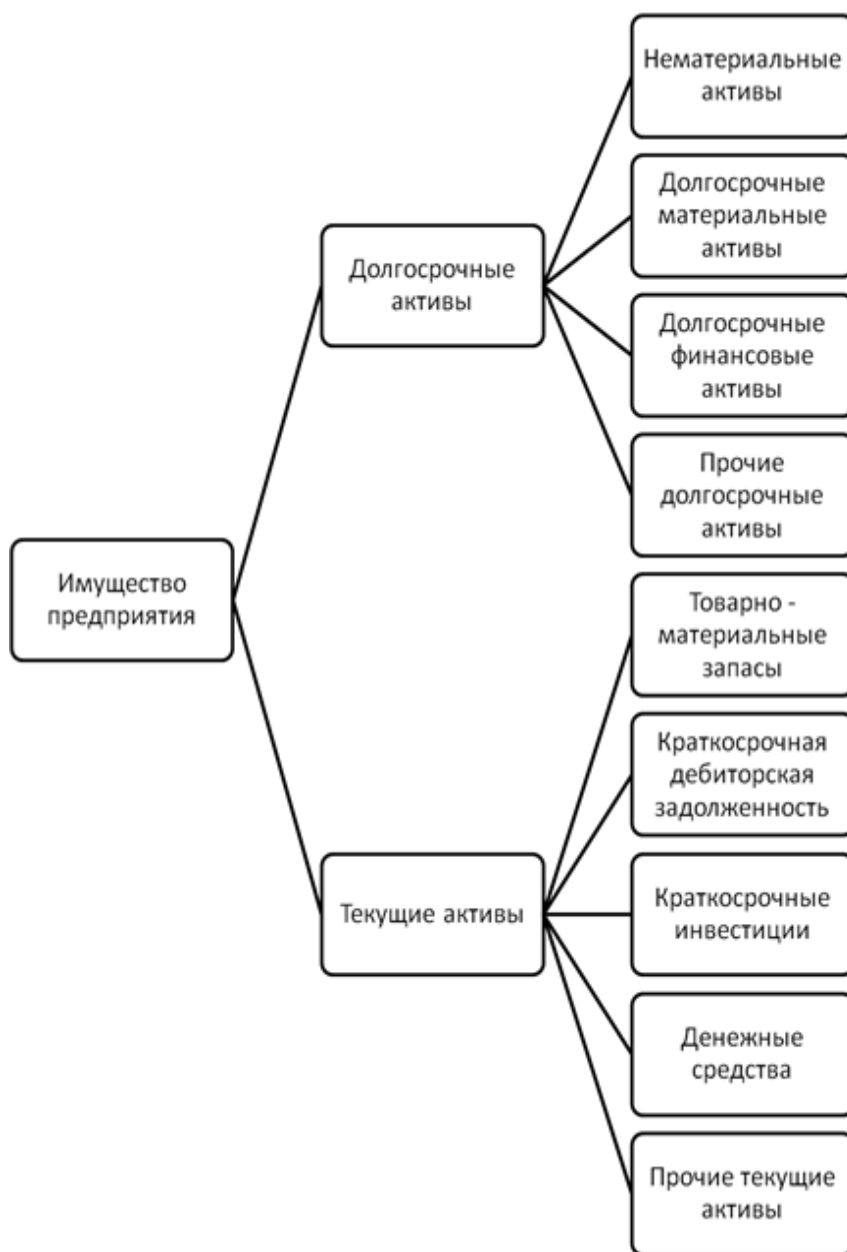 Имущество
предприятия
Долгосрочные
активы
Нематериальные
активы
Долгосрочные
материальные
активы
Долгосрочные
финансовые
активы
Прочие
долгосрочные
активы
Текущие активы
Товарно -
материальные
запасы
Краткосрочная
дебиторская
задолженность
Краткосрочные
инвестиции
Денежные
средства
Прочие текущие
активы